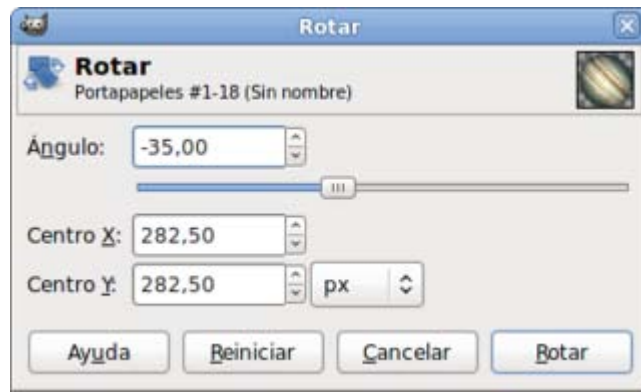 Rotar
Rotar
Portapapeles #1-18 (Sin nombre)
Ángulo: -35,00
Centro X: 282,50
Centro Y: 282,50 px
Ayuda Reiniciar Cancelar Rotar